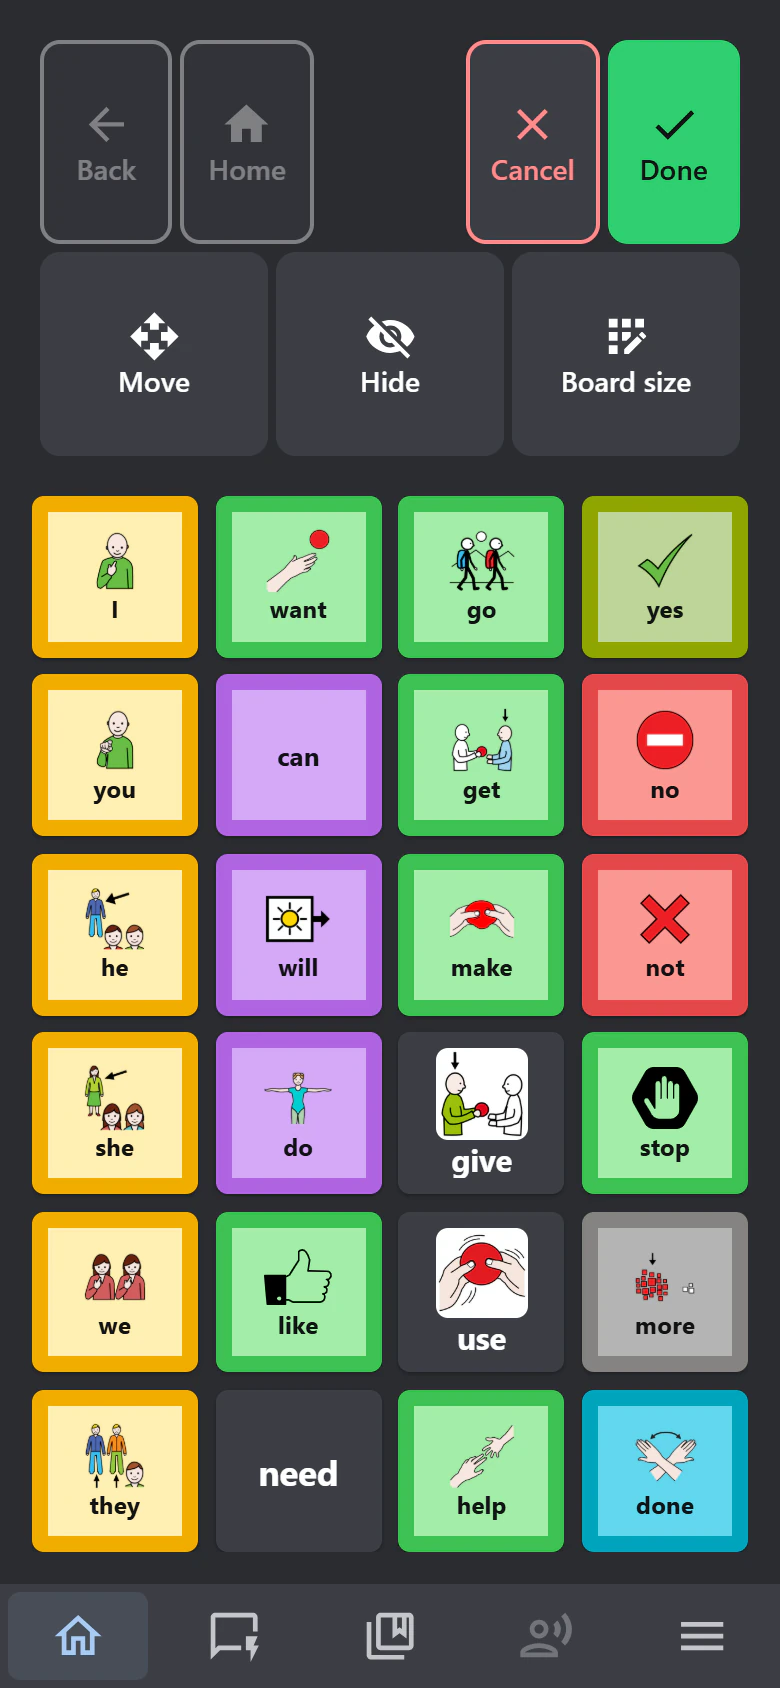 Back Home Cancel Done
Move Hide Board size
I want go yes
you can get no
he will make not
she do give stop
we like use more
they need help done